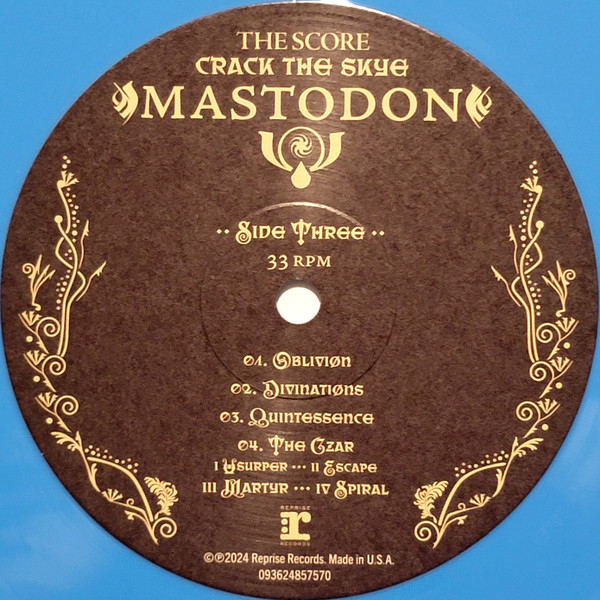 THE SCORE
CRACK THE SKYE
MASTODON
·· SIDE THREE ··
33 RPM
01. OBLIVION
02. DIVINATIONS
03. QUINTESSENCE
04. THE CZAR
I USURPER ··· II ESCAPE
III MARTYR ··· IV SPIRAL
REPRISE
r
RECORDS
©℗2024 Reprise Records. Made in U.S.A.
093624857570